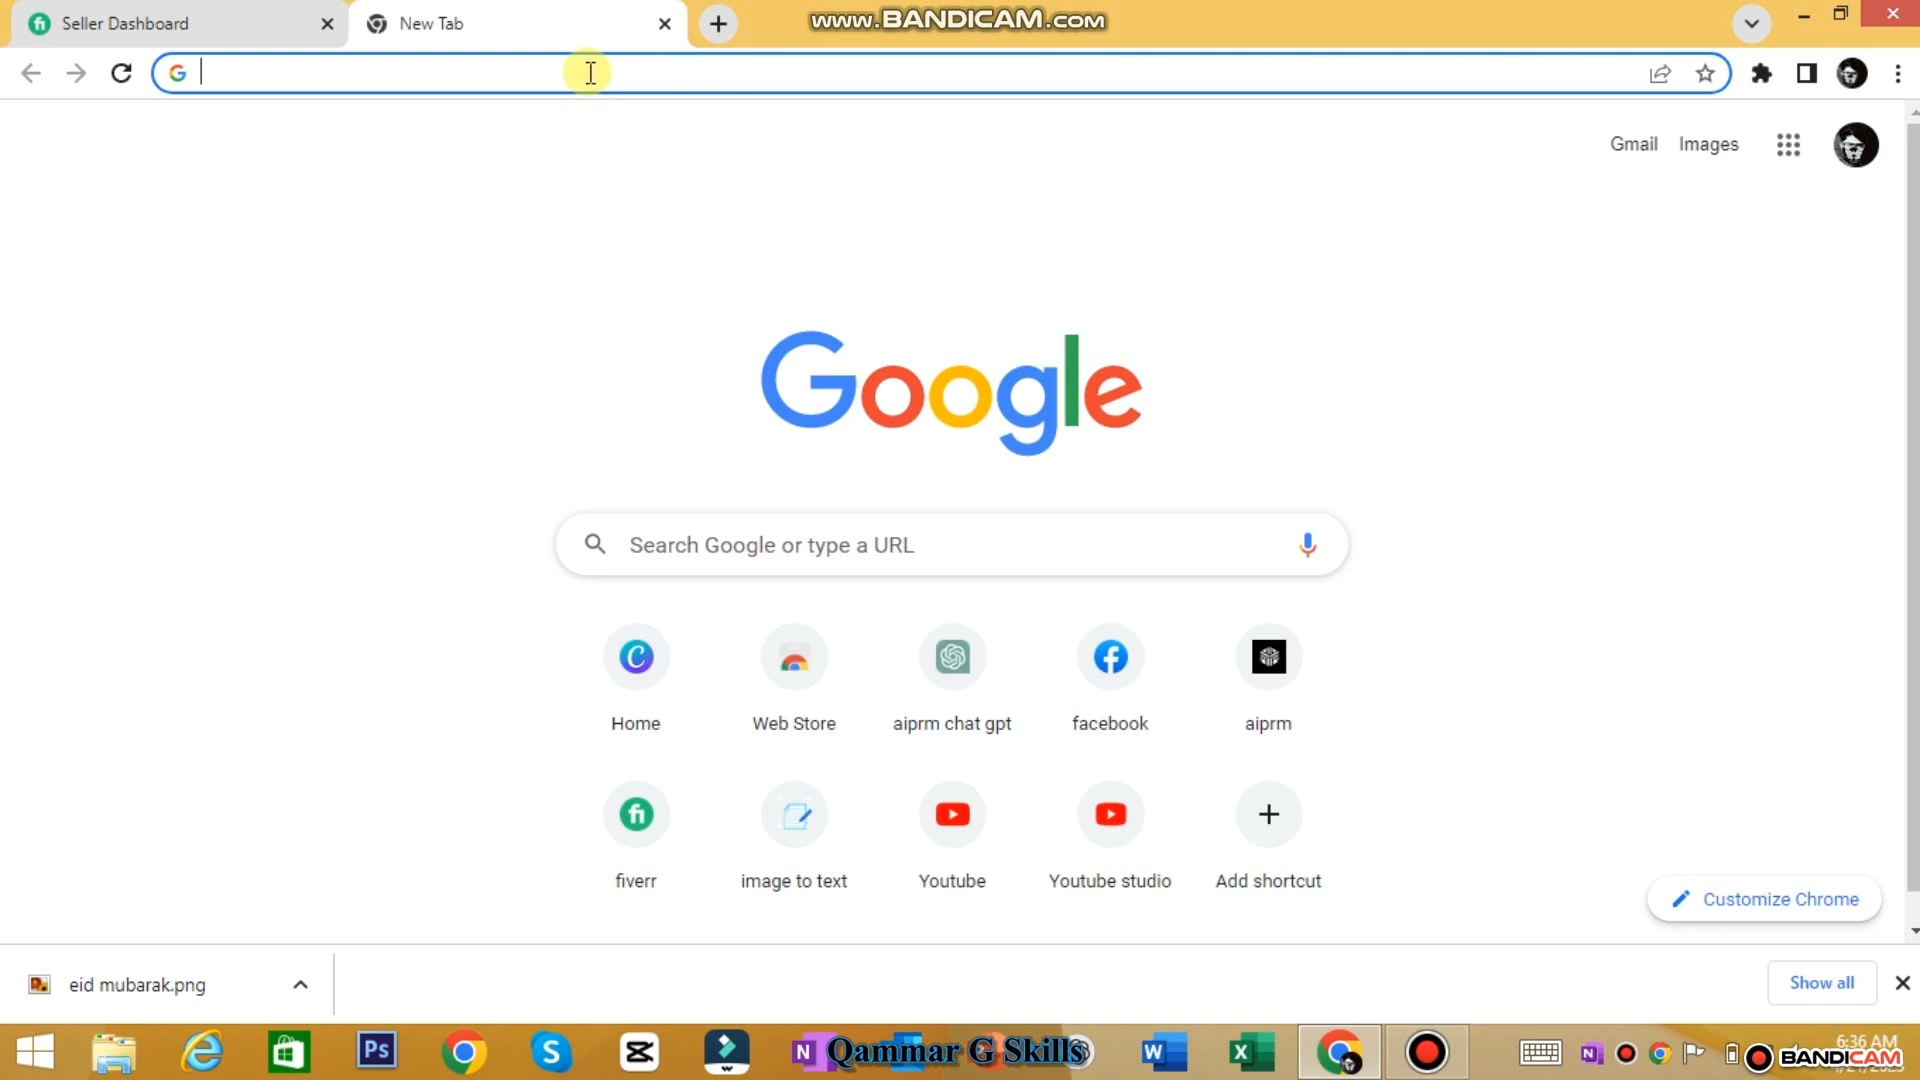 Seller Dashboard
New Tab
www.BANDICAM.com
Gmail
Images
Google
Search Google or type a URL
Home
Web Store
aiprm chat gpt
facebook
aiprm
fiverr
image to text
Youtube
Youtube studio
Add shortcut
Customize Chrome
eid mubarak.png
Show all
Qammar G Skills
6:36 AM
BANDICAM